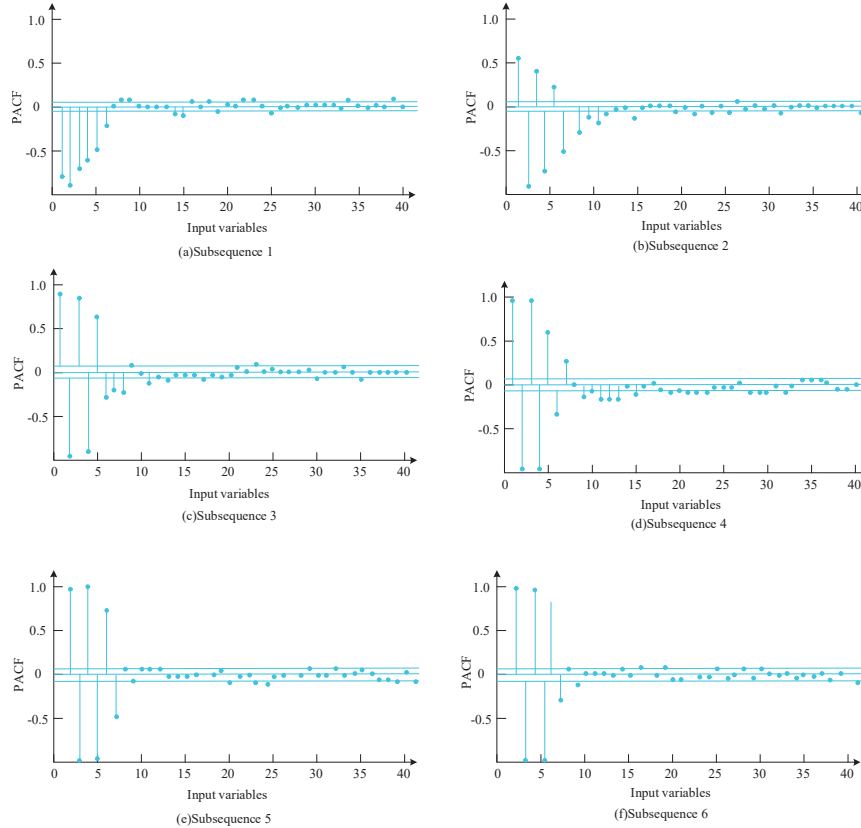 1.0
0.5
0
-0.5
PACF
0 5 10 15 20 25 30 35 40
Input variables
(a)Subsequence 1
1.0
0.5
0
-0.5
PACF
0 5 10 15 20 25 30 35 40
Input variables
(b)Subsequence 2
1.0
0.5
0
-0.5
PACF
0 5 10 15 20 25 30 35 40
Input variables
(c)Subsequence 3
1.0
0.5
0
-0.5
PACF
0 5 10 15 20 25 30 35 40
Input variables
(d)Subsequence 4
1.0
0.5
0
-0.5
PACF
0 5 10 15 20 25 30 35 40
Input variables
(e)Subsequence 5
1.0
0.5
0
-0.5
PACF
0 5 10 15 20 25 30 35 40
Input variables
(f)Subsequence 6